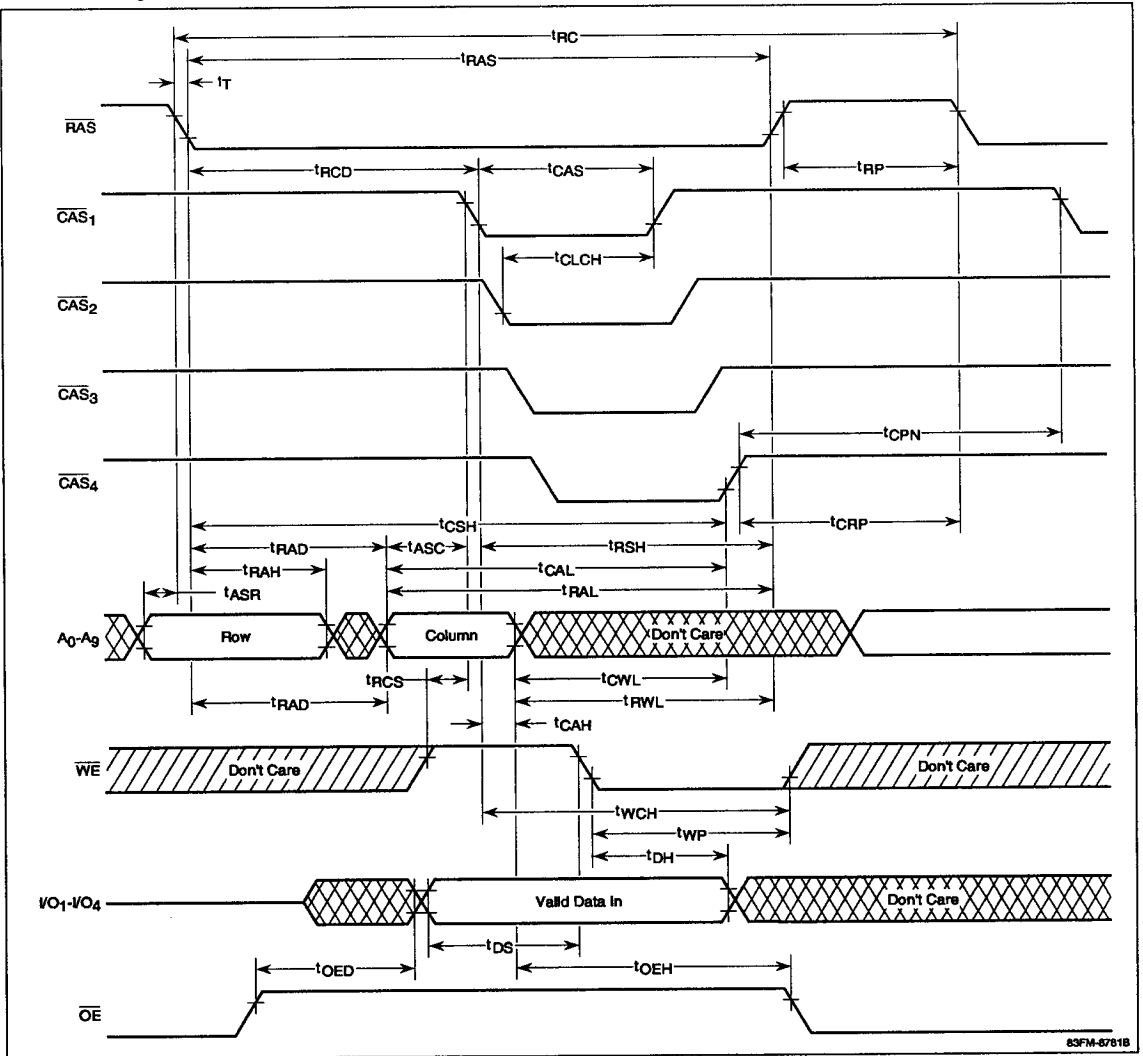 tRC
tRAS
tT
RAS
tRCD
tCAS
tRP
CAS1
tCLCH
CAS2
CAS3
tCPN
CAS4
tCSH
tCRP
tRAD
tASC
tRSH
tRAH
tCAL
tASR
tRAL
A0-A9
Row
Column
Don't Care
tRCS
tCWL
tRAD
tRWL
tCAH
WE
Don't Care
Don't Care
tWCH
tWP
tDH
I/O1-I/O4
Valid Data In
Don't Care
tDS
tOED
tOEH
OE
83FM-8781B